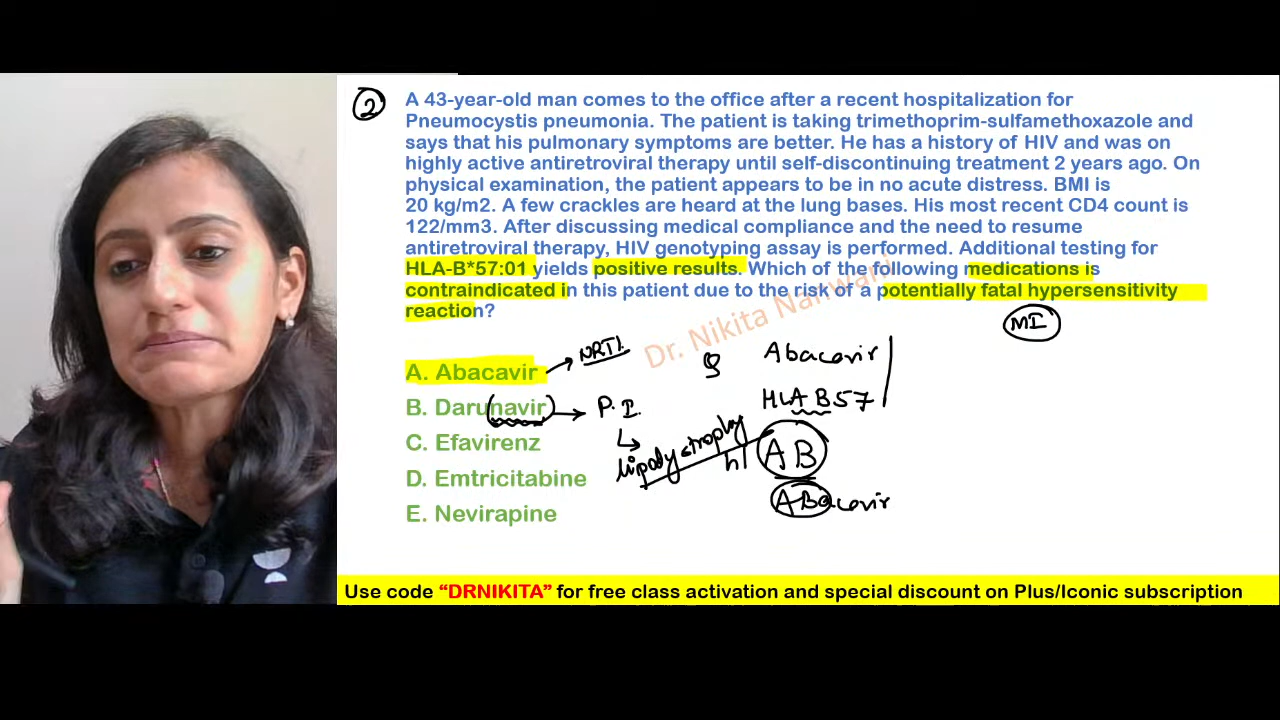 2
A 43-year-old man comes to the office after a recent hospitalization for
Pneumocystis pneumonia. The patient is taking trimethoprim-sulfamethoxazole and
says that his pulmonary symptoms are better. He has a history of HIV and was on
highly active antiretroviral therapy until self-discontinuing treatment 2 years ago. On
physical examination, the patient appears to be in no acute distress. BMI is
20 kg/m2. A few crackles are heard at the lung bases. His most recent CD4 count is
122/mm3. After discussing medical compliance and the need to resume
antiretroviral therapy, HIV genotyping assay is performed. Additional testing for
HLA-B*57:01 yields positive results. Which of the following medications is
contraindicated in this patient due to the risk of a potentially fatal hypersensitivity
reaction?
MI
Dr. Nikita Nanwani
A. Abacavir
NRTI
Abacavir
B. Darunavir
P. I.
HLA B57
C. Efavirenz
lipodystrophy
AB
D. Emtricitabine
ABacavir
E. Nevirapine
Use code “DRNIKITA” for free class activation and special discount on Plus/Iconic subscription